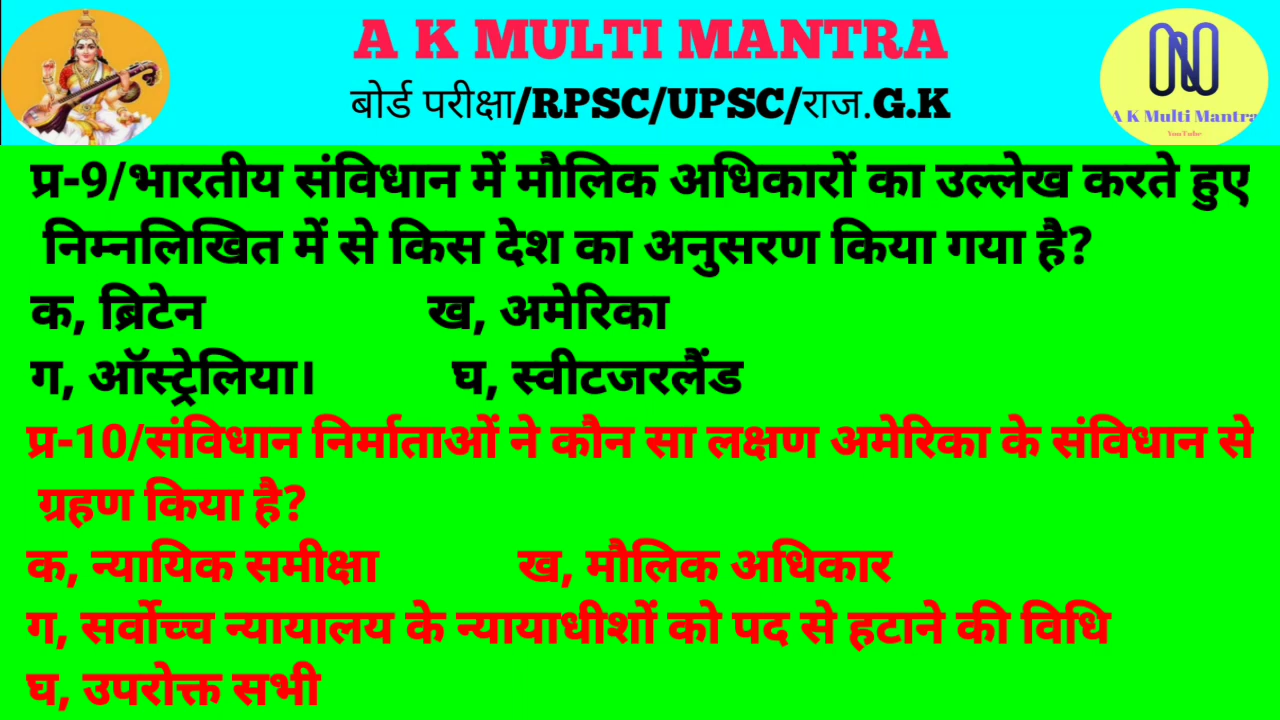 A K MULTI MANTRA
बोर्ड परीक्षा/RPSC/UPSC/राज.G.K
A K Multi Mantra
YouTube
प्र-9/भारतीय संविधान में मौलिक अधिकारों का उल्लेख करते हुए
निम्नलिखित में से किस देश का अनुसरण किया गया है?
क, ब्रिटेन ख, अमेरिका
ग, ऑस्ट्रेलिया। घ, स्वीटजरलैंड
प्र-10/संविधान निर्माताओं ने कौन सा लक्षण अमेरिका के संविधान से
ग्रहण किया है?
क, न्यायिक समीक्षा ख, मौलिक अधिकार
ग, सर्वोच्च न्यायालय के न्यायाधीशों को पद से हटाने की विधि
घ, उपरोक्त सभी